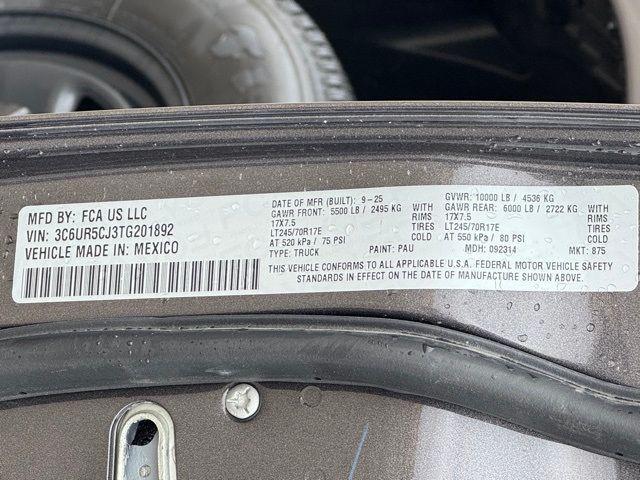 MFD BY: FCA US LLC
VIN: 3C6UR5CJ3TG201892
VEHICLE MADE IN: MEXICO
DATE OF MFR (BUILT): 9-25
GAWR FRONT: 5500 LB / 2495 KG
17X7.5
LT245/70R17E
AT 520 kPa / 75 PSI
TYPE: TRUCK
WITH
RIMS
TIRES
COLD
PAINT: PAU
GVWR: 10000 LB / 4536 KG
GAWR REAR: 6000 LB / 2722 KG
17X7.5
LT245/70R17E
AT 550 kPa / 80 PSI
MDH: 092314
WITH
RIMS
TIRES
COLD
MKT: 875
THIS VEHICLE CONFORMS TO ALL APPLICABLE U.S.A. FEDERAL MOTOR VEHICLE SAFETY
STANDARDS IN EFFECT ON THE DATE OF MANUFACTURE SHOWN ABOVE.